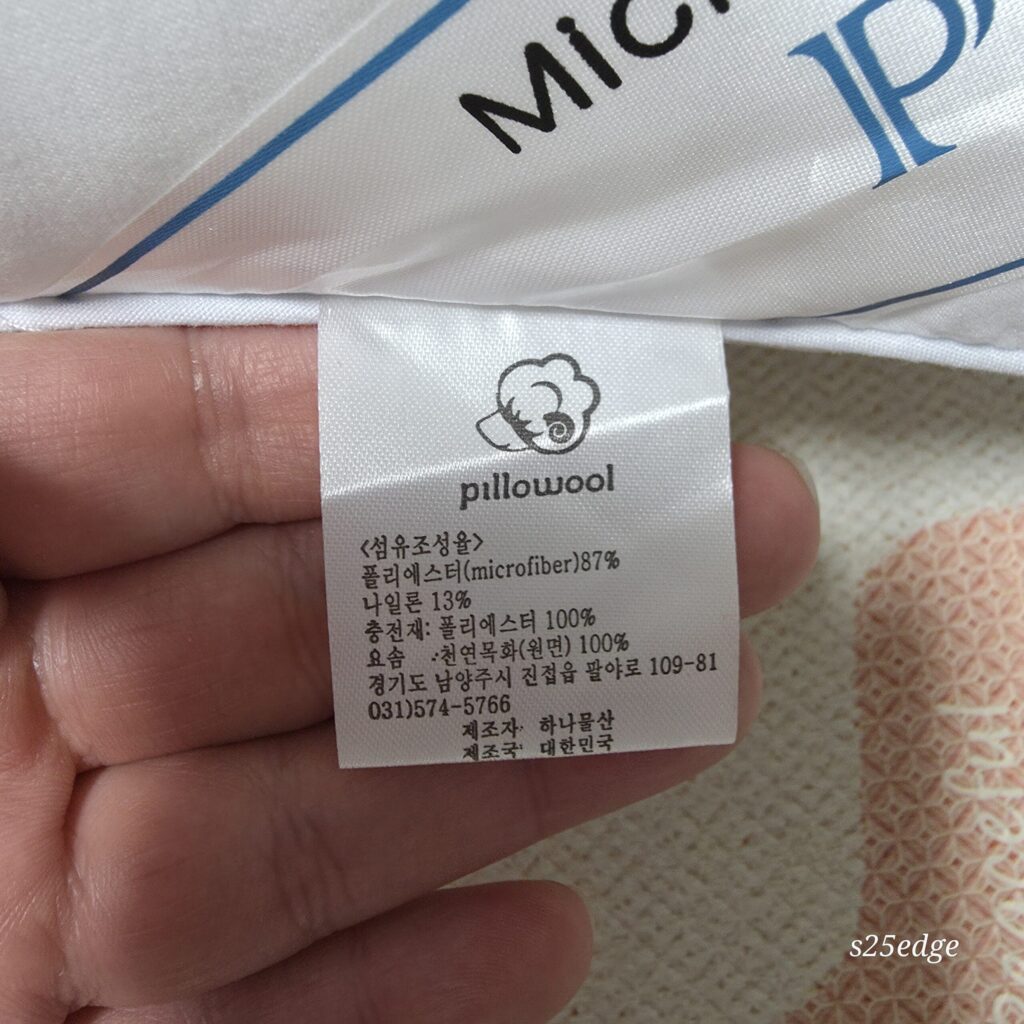 Mic
P
pıllowool
<섬유조성율>
폴리에스터(microfiber)87%
나일론 13%
충전재: 폴리에스터 100%
요솜 :천연목화(원면) 100%
경기도 남양주시 진접읍 팔야로 109-81
031)574-5766
제조자: 하나물산
제조국: 대한민국
s25edge